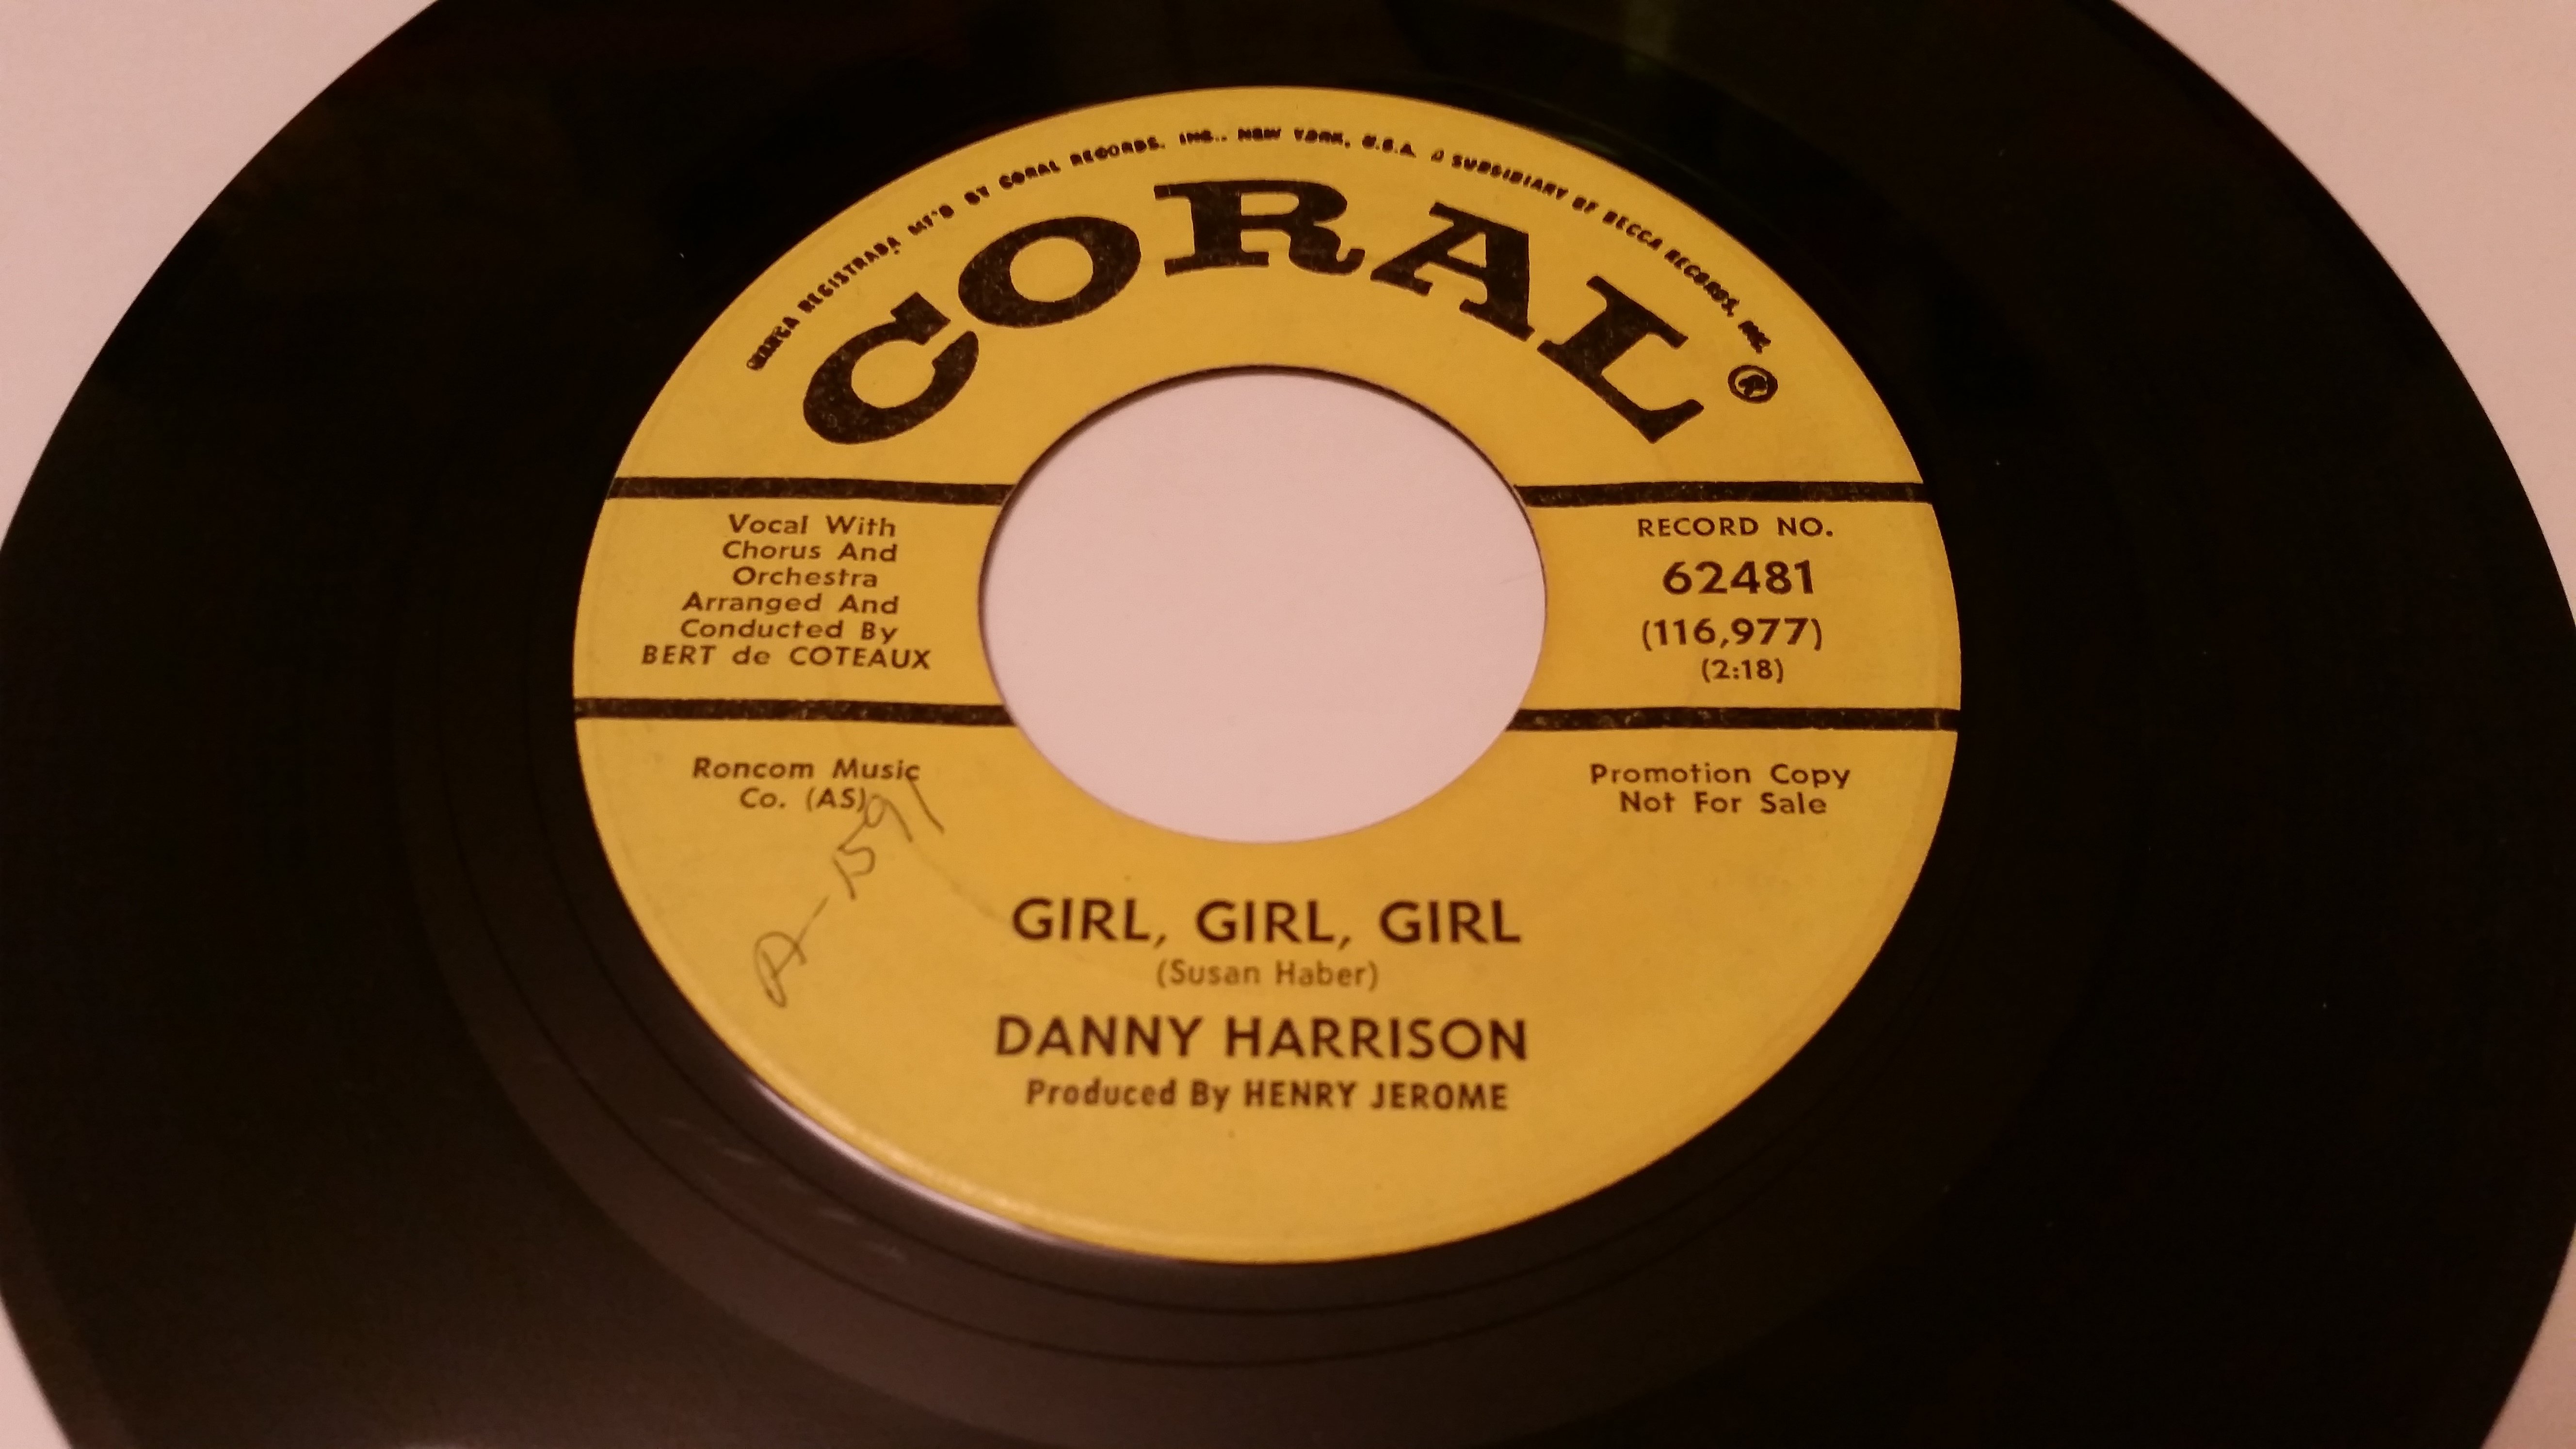 MARCA REGISTRADA MF'D BY CORAL RECORDS, INC., NEW YORK, U.S.A. A SUBSIDIARY OF DECCA RECORDS, INC.
CORAL®
Vocal With
Chorus And
Orchestra
Arranged And
Conducted By
BERT de COTEAUX
RECORD NO.
62481
(116,977)
(2:18)
Roncom Music
Co. (AS)
Promotion Copy
Not For Sale
A-1591
GIRL, GIRL, GIRL
(Susan Haber)
DANNY HARRISON
Produced By HENRY JEROME